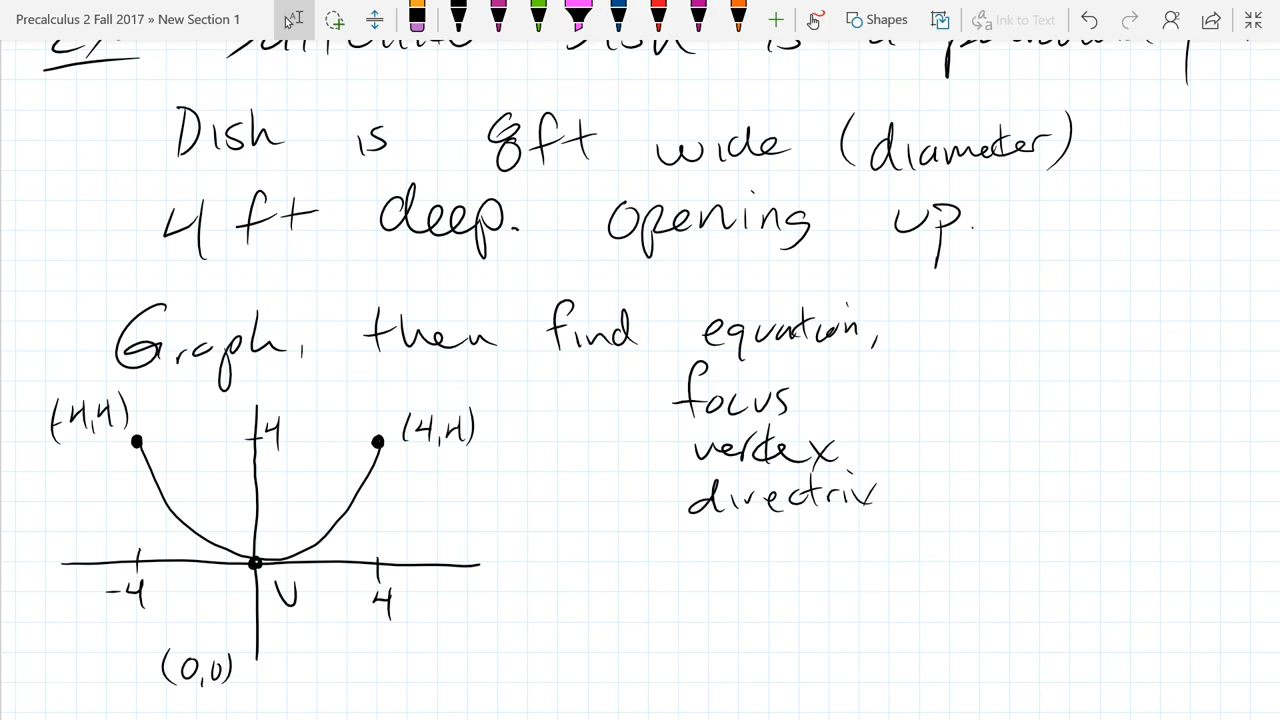 Precalculus 2 Fall 2017 » New Section 1
Shapes
Ink to Text
Dish is 8ft wide (diameter)
4 ft deep. opening up.
Graph, then find equation,
focus
vertex
directrix
(-4,4)
4
(4,4)
-4
V
4
(0,0)